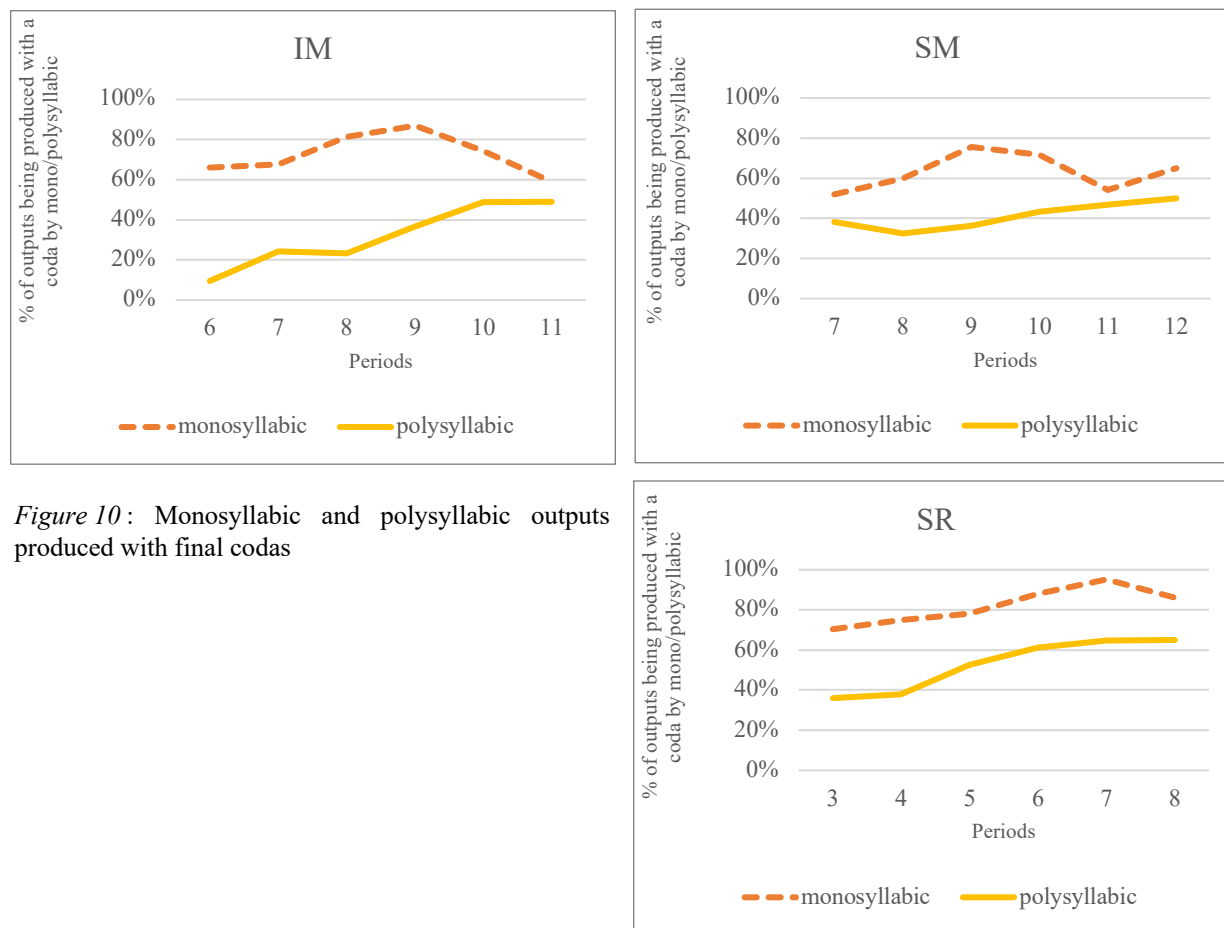 IM
% of outputs being produced with a
coda by mono/polysyllabic
100%
80%
60%
40%
20%
0%
6 7 8 9 10 11
Periods
monosyllabic polysyllabic
SM
% of outputs being produced with a
coda by mono/polysyllabic
100%
80%
60%
40%
20%
0%
7 8 9 10 11 12
Periods
monosyllabic polysyllabic
Figure 10 : Monosyllabic and polysyllabic outputs
produced with final codas
SR
% of outputs being produced with a
coda by mono/polysyllabic
100%
80%
60%
40%
20%
0%
3 4 5 6 7 8
Periods
monosyllabic polysyllabic